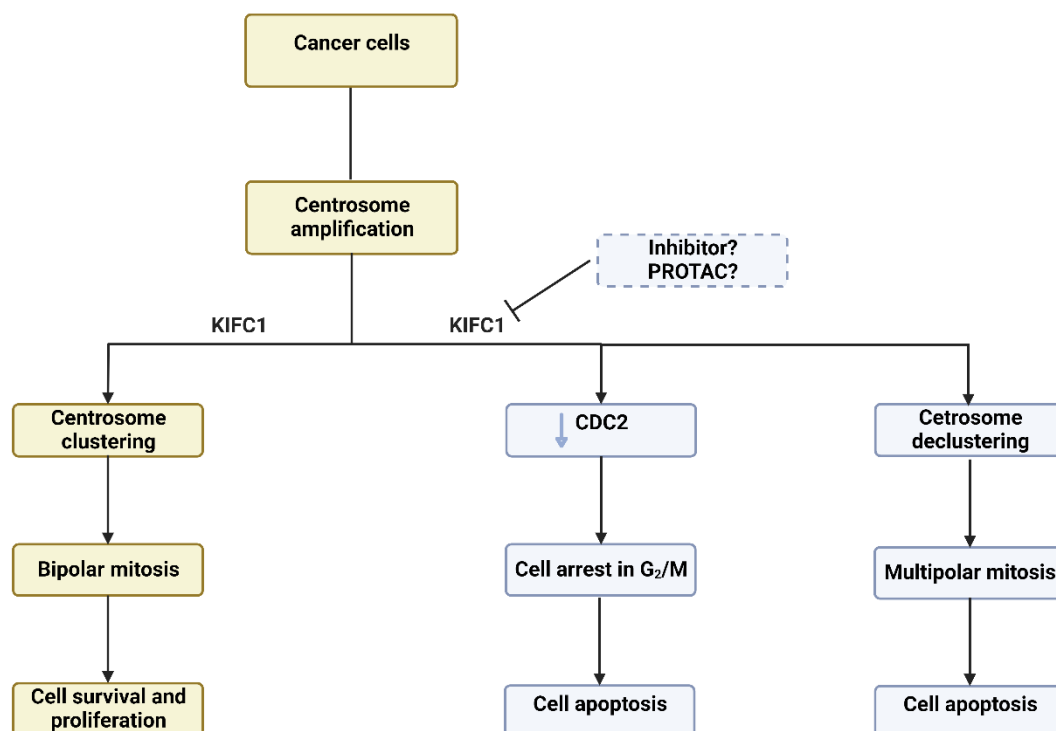 Cancer cells
Centrosome
amplification
Inhibitor?
PROTAC?
KIFC1
KIFC1
Centrosome
clustering
CDC2
Cetrosome
declustering
Bipolar mitosis
Cell arrest in G₂/M
Multipolar mitosis
Cell survival and
proliferation
Cell apoptosis
Cell apoptosis